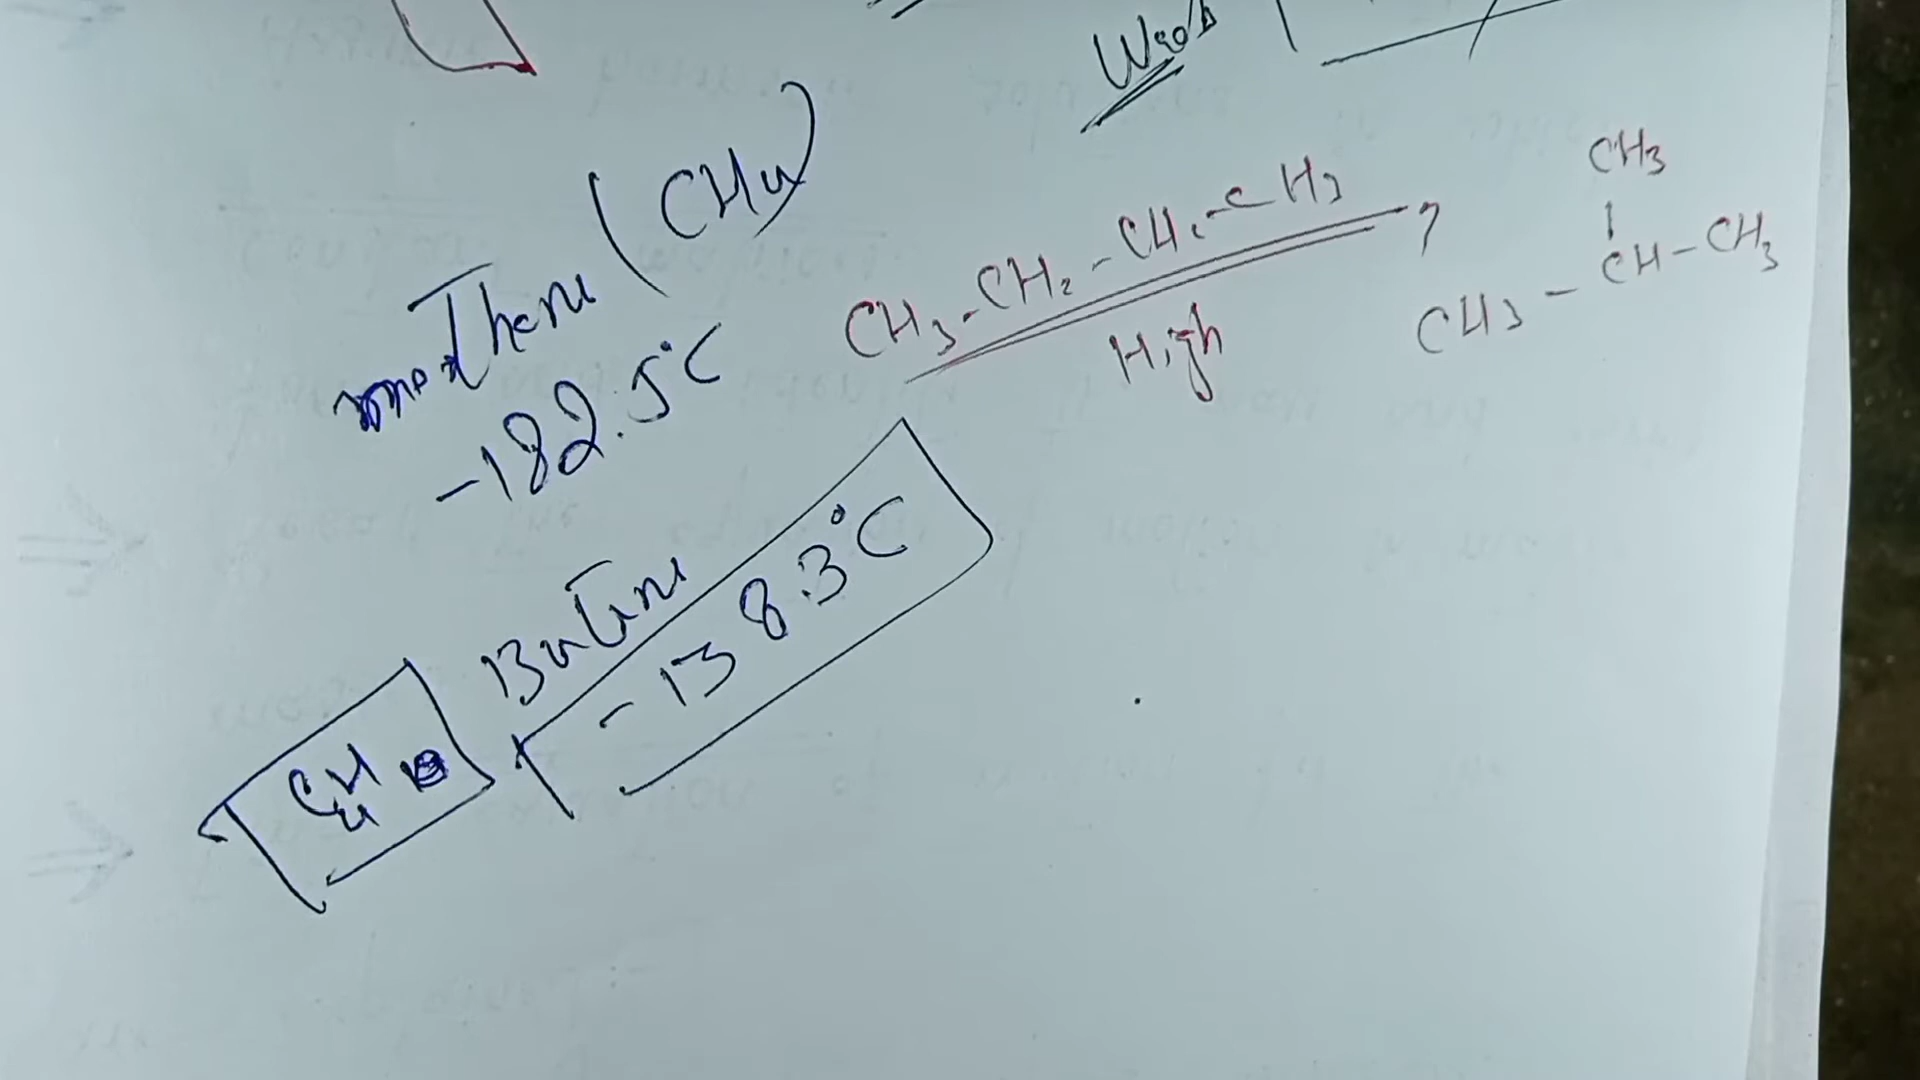 CH3
CH3-CH2-CH2-CH3 > CH3-CH-CH3
High
methane (CH4)
-182.5°C
Butane
-138.3°C
C4H10